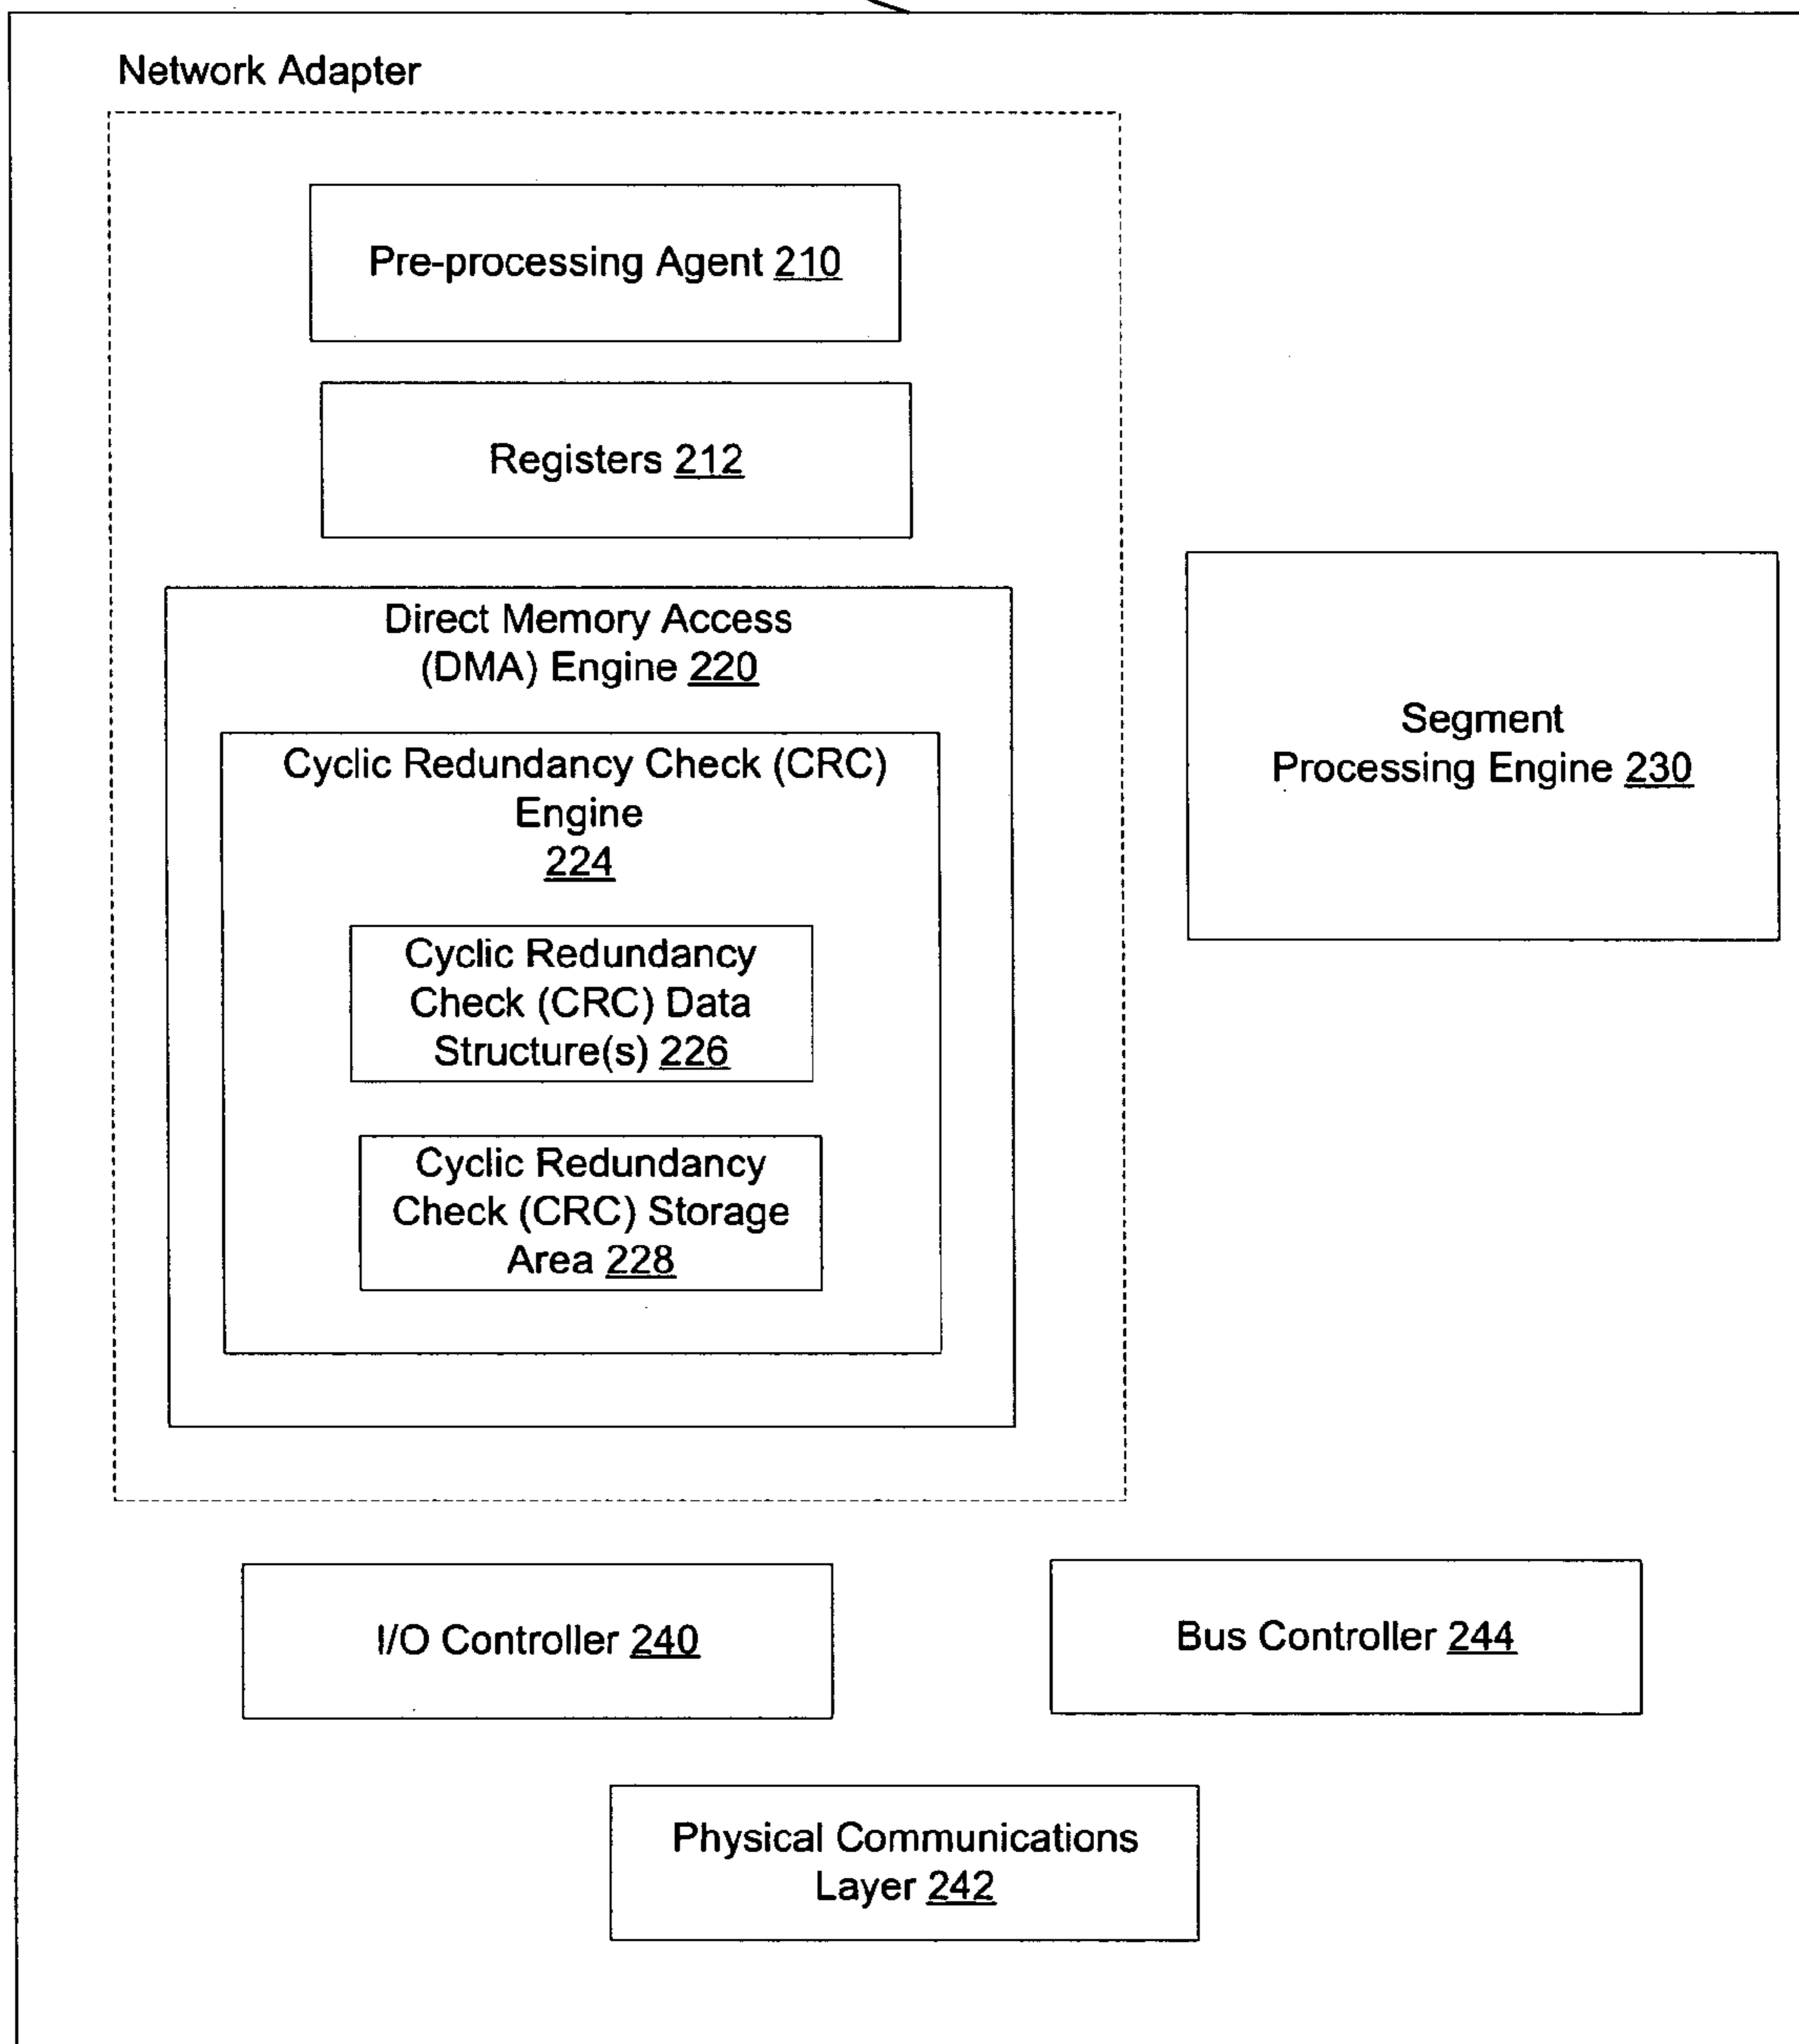 Network Adapter
Pre-processing Agent 210
Registers 212
Direct Memory Access
(DMA) Engine 220
Cyclic Redundancy Check (CRC)
Engine
224
Cyclic Redundancy
Check (CRC) Data
Structure(s) 226
Cyclic Redundancy
Check (CRC) Storage
Area 228
Segment
Processing Engine 230
I/O Controller 240
Bus Controller 244
Physical Communications
Layer 242